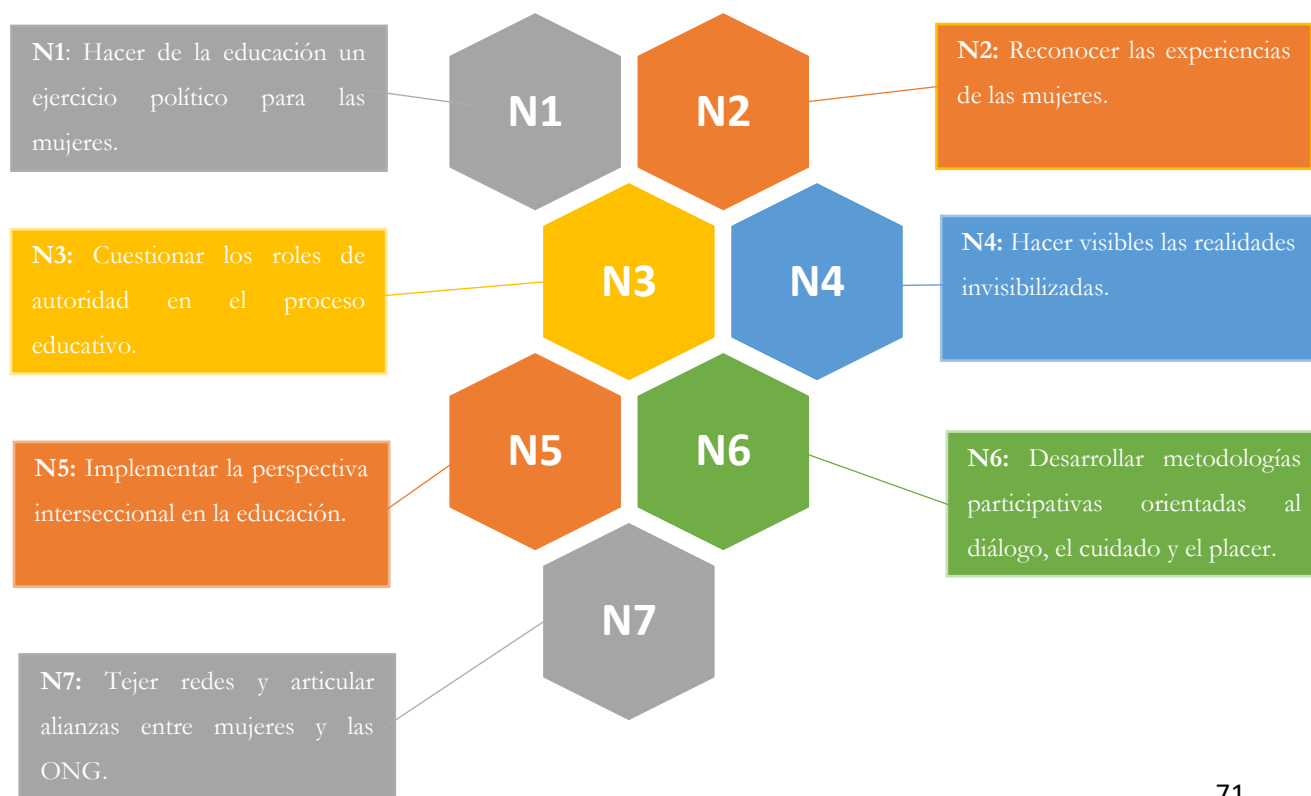 N1: Hacer de la educación un
ejercicio político para las
mujeres.
N1
N2
N2: Reconocer las experiencias
de las mujeres.
N3: Cuestionar los roles de
autoridad en el proceso
educativo.
N3
N4
N4: Hacer visibles las realidades
invisibilizadas.
N5: Implementar la perspectiva
interseccional en la educación.
N5
N6
N6: Desarrollar metodologías
participativas orientadas al
diálogo, el cuidado y el placer.
N7
N7: Tejer redes y articular
alianzas entre mujeres y las
ONG.
71